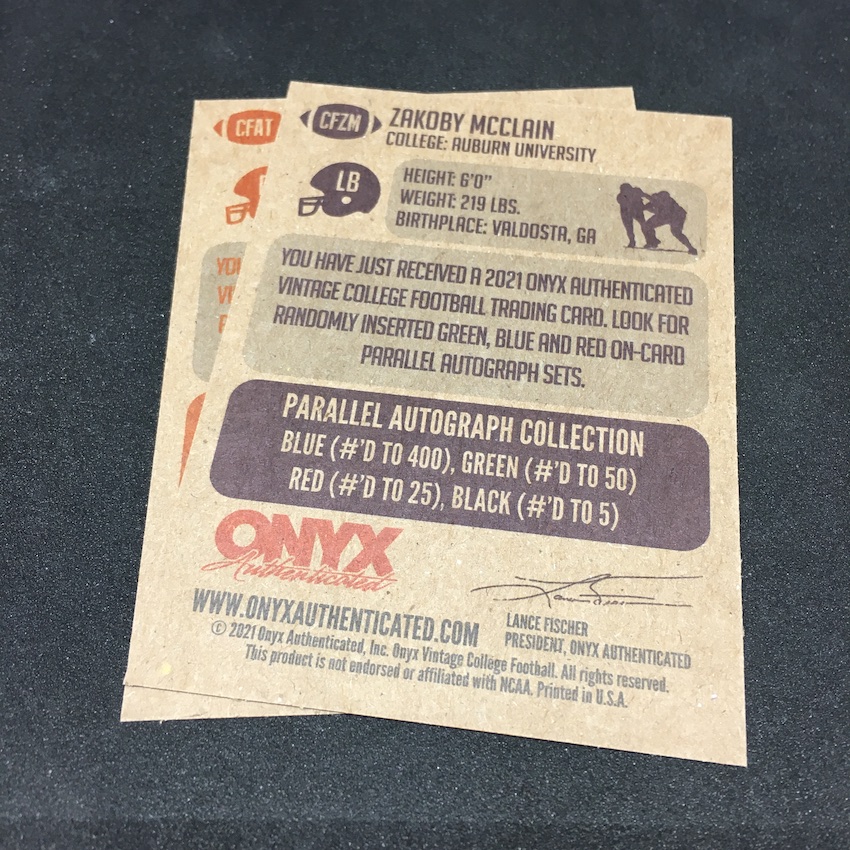 CFAT
CFZM
ZAKOBY MCCLAIN
COLLEGE: AUBURN UNIVERSITY
LB
HEIGHT: 6'0"
WEIGHT: 219 LBS.
BIRTHPLACE: VALDOSTA, GA
YOU HAVE JUST RECEIVED A 2021 ONYX AUTHENTICATED
VINTAGE COLLEGE FOOTBALL TRADING CARD. LOOK FOR
RANDOMLY INSERTED GREEN, BLUE AND RED ON-CARD
PARALLEL AUTOGRAPH SETS.
PARALLEL AUTOGRAPH COLLECTION
BLUE (#'D TO 400), GREEN (#'D TO 50)
RED (#'D TO 25), BLACK (#'D TO 5)
ONYX
Authenticated
WWW.ONYXAUTHENTICATED.COM
LANCE FISCHER
PRESIDENT, ONYX AUTHENTICATED
© 2021 Onyx Authenticated, Inc. Onyx Vintage College Football. All rights reserved.
This product is not endorsed or affiliated with NCAA. Printed in U.S.A.